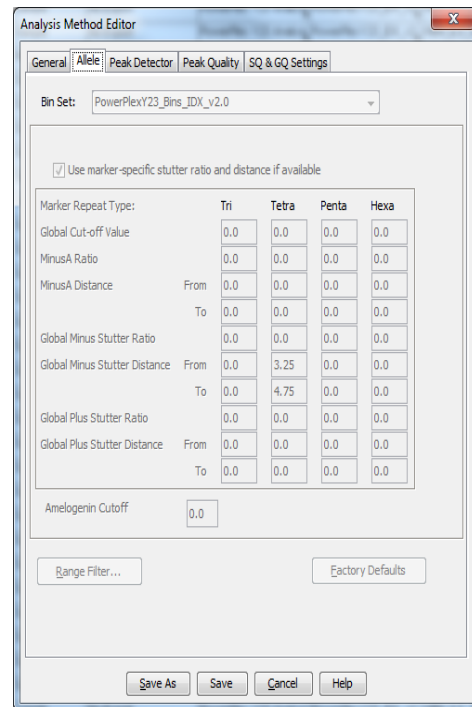 Analysis Method Editor
X
General Allele Peak Detector Peak Quality SQ & GQ Settings
Bin Set: PowerPlexY23_Bins_IDX_v2.0
Use marker-specific stutter ratio and distance if available
Marker Repeat Type: Tri Tetra Penta Hexa
Global Cut-off Value 0.0 0.0 0.0 0.0
MinusA Ratio 0.0 0.0 0.0 0.0
MinusA Distance From 0.0 0.0 0.0 0.0
To 0.0 0.0 0.0 0.0
Global Minus Stutter Ratio 0.0 0.0 0.0 0.0
Global Minus Stutter Distance From 0.0 3.25 0.0 0.0
To 0.0 4.75 0.0 0.0
Global Plus Stutter Ratio 0.0 0.0 0.0 0.0
Global Plus Stutter Distance From 0.0 0.0 0.0 0.0
To 0.0 0.0 0.0 0.0
Amelogenin Cutoff 0.0
Range Filter... Factory Defaults
Save As Save Cancel Help